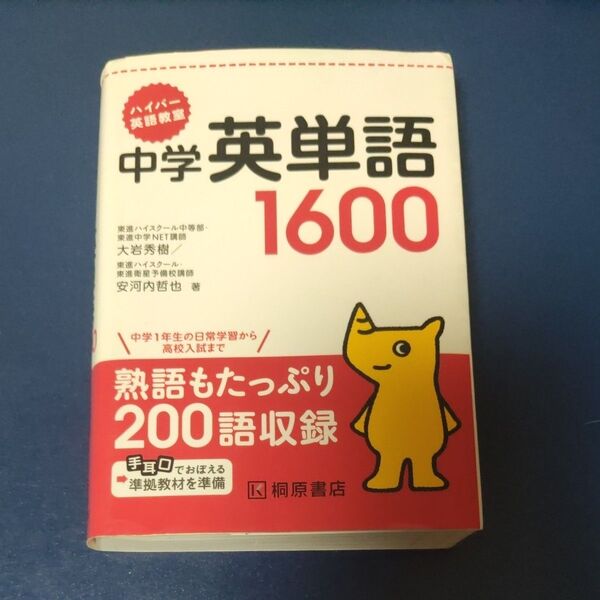 ハイパー
英語教室
中学英単語
1600
東進ハイスクール中等部・
東進中学NET講師
大岩秀樹／
東進ハイスクール・
東進衛星予備校講師
安河内哲也 著
中学1年生の日常学習から
高校入試まで
熟語もたっぷり
200語収録
手耳口でおぼえる
➡準拠教材を準備
K 桐原書店